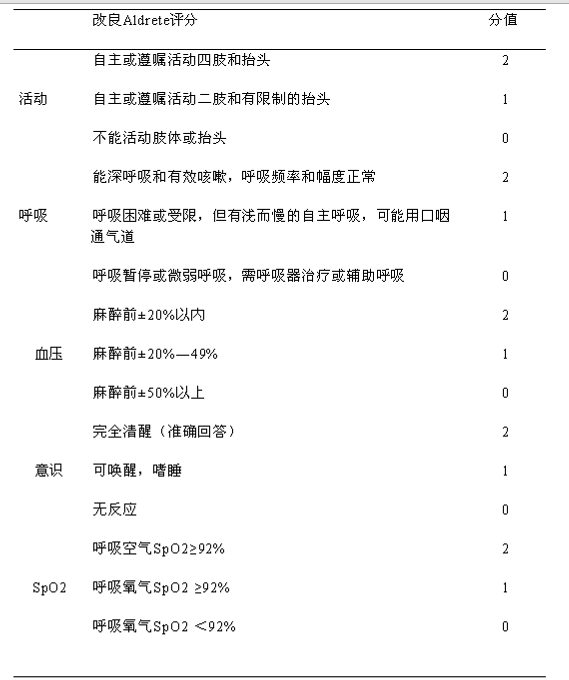 改良Aldrete评分 分值
自主或遵嘱活动四肢和抬头 2
活动 自主或遵嘱活动二肢和有限制的抬头 1
不能活动肢体或抬头 0
能深呼吸和有效咳嗽，呼吸频率和幅度正常 2
呼吸 呼吸困难或受限，但有浅而慢的自主呼吸，可能用口咽 1
通气道
呼吸暂停或微弱呼吸，需呼吸器治疗或辅助呼吸 0
麻醉前±20%以内 2
血压 麻醉前±20%—49% 1
麻醉前±50%以上 0
完全清醒（准确回答） 2
意识 可唤醒，嗜睡 1
无反应 0
呼吸空气SpO2≥92% 2
SpO2 呼吸氧气SpO2 ≥92% 1
呼吸氧气SpO2 ＜92% 0